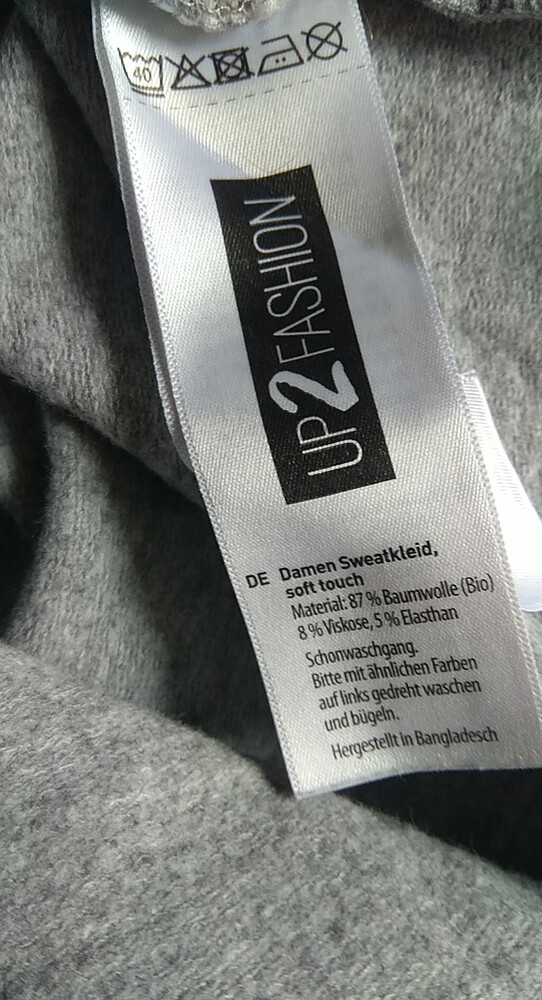 40
UP2FASHION
DE Damen Sweatkleid,
soft touch
Material: 87 % Baumwolle (Bio)
8 % Viskose, 5 % Elasthan
Schonwaschgang.
Bitte mit ähnlichen Farben
auf links gedreht waschen
und bügeln.
Hergestellt in Bangladesch